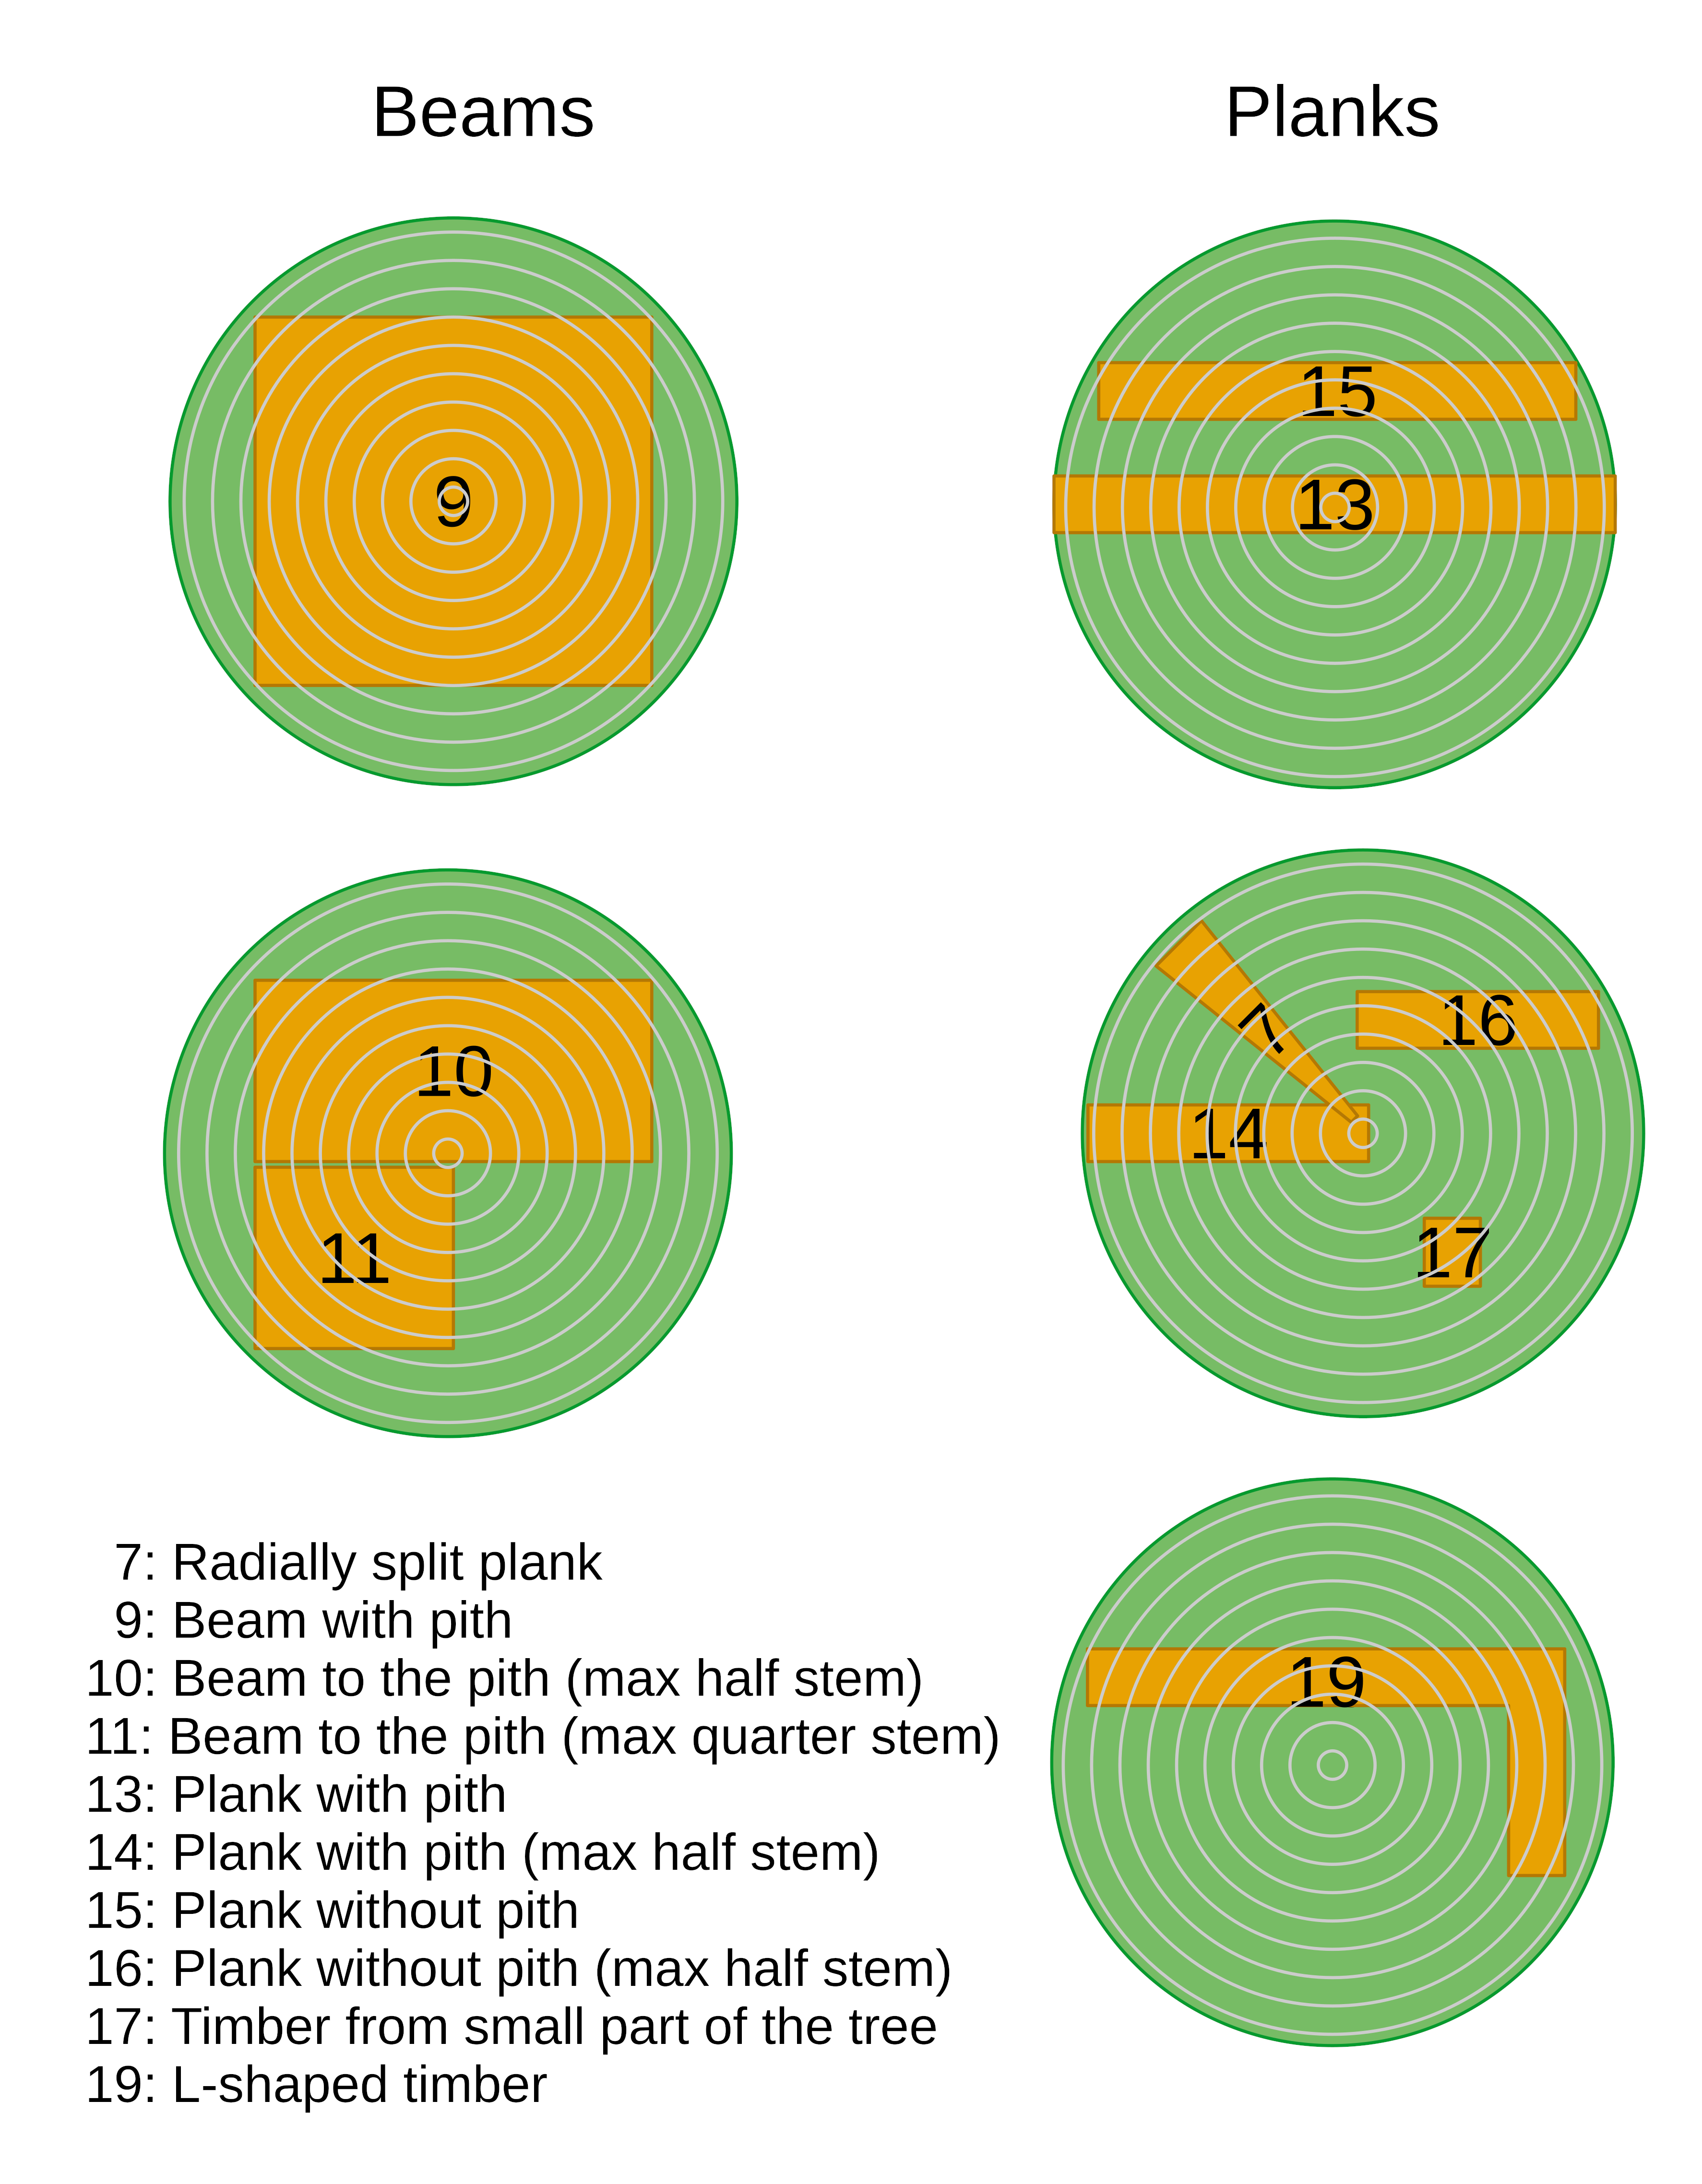 Beams
Planks
9
15
13
10
11
7
16
14
17
19
7: Radially split plank
9: Beam with pith
10: Beam to the pith (max half stem)
11: Beam to the pith (max quarter stem)
13: Plank with pith
14: Plank with pith (max half stem)
15: Plank without pith
16: Plank without pith (max half stem)
17: Timber from small part of the tree
19: L-shaped timber